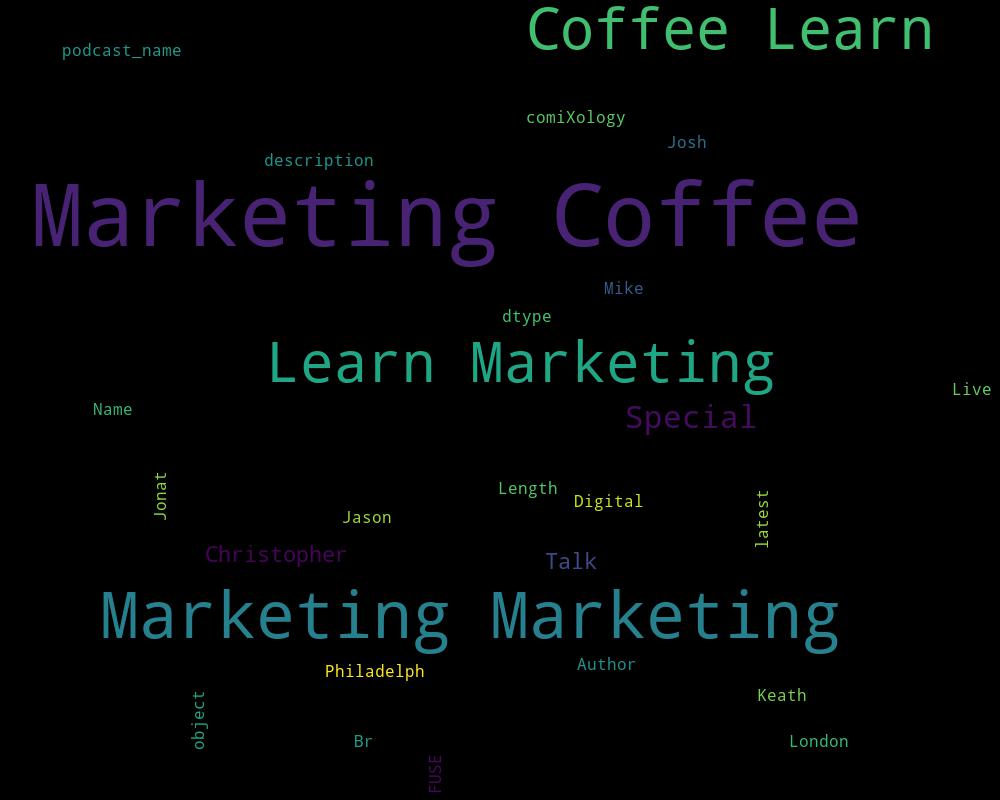 Coffee Learn
podcast_name
comiXology
Josh
description
Marketing Coffee
Mike
dtype
Learn Marketing
Live
Name
Special
Jonat
Length
Digital
latest
Jason
Christopher
Talk
Marketing Marketing
Author
Philadelph
Keath
object
Br
London
FUSE